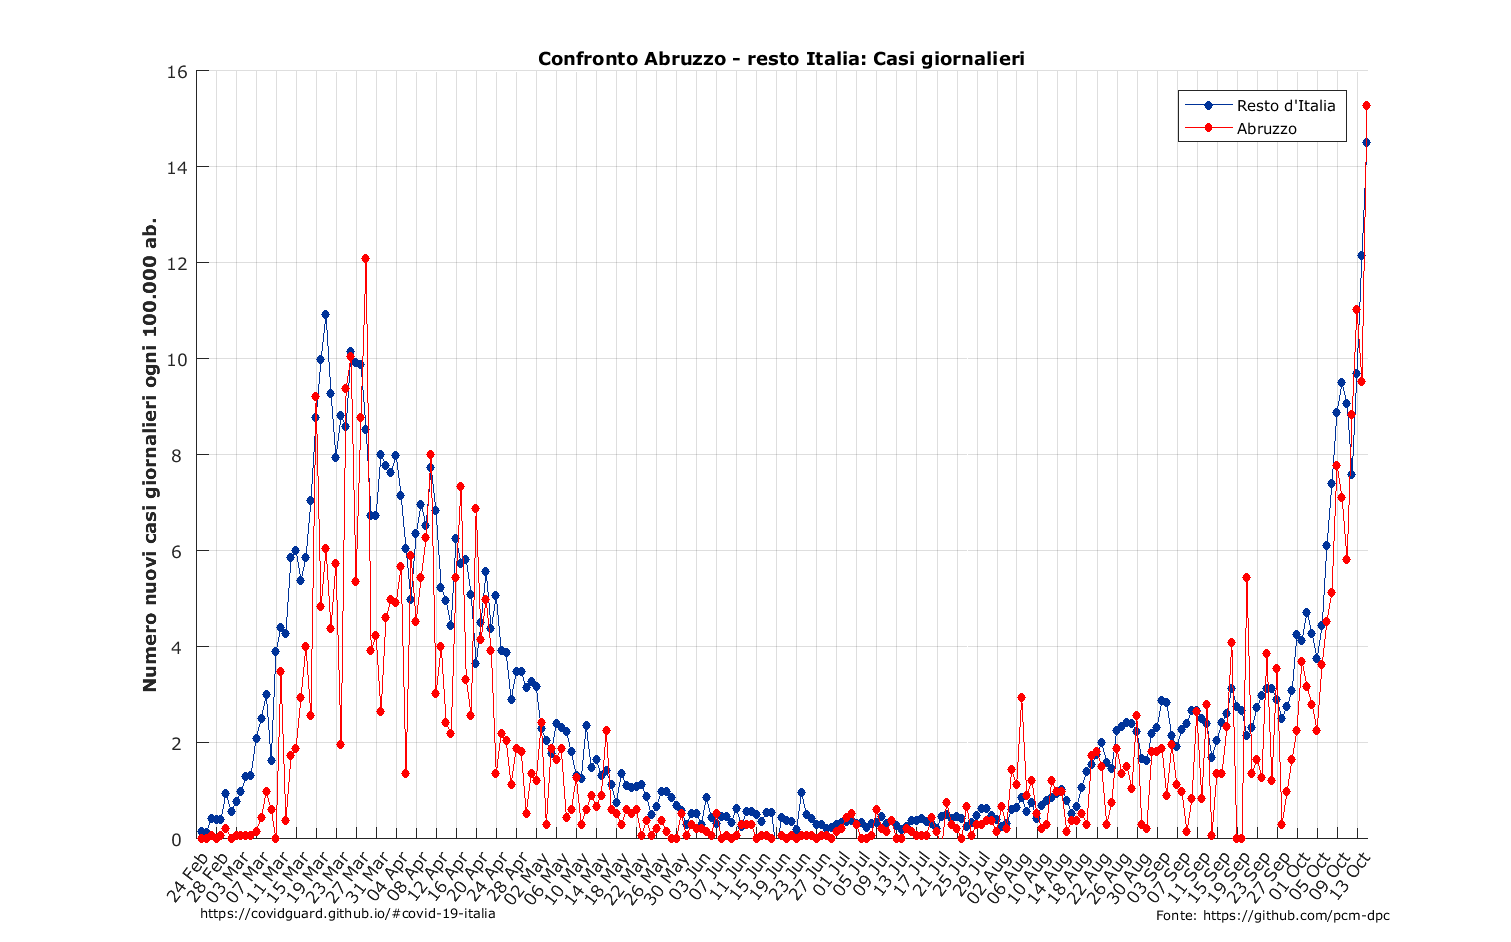 Confronto Abruzzo - resto Italia: Casi giornalieri
Numero nuovi casi giornalieri ogni 100.000 ab.
16
14
12
10
8
6
4
2
0
Resto d'Italia
Abruzzo
24 Feb
28 Feb
03 Mar
07 Mar
11 Mar
15 Mar
19 Mar
23 Mar
27 Mar
31 Mar
04 Apr
08 Apr
12 Apr
16 Apr
20 Apr
24 Apr
28 Apr
02 May
06 May
10 May
14 May
18 May
22 May
26 May
30 May
03 Jun
07 Jun
11 Jun
15 Jun
19 Jun
23 Jun
27 Jun
01 Jul
05 Jul
09 Jul
13 Jul
17 Jul
21 Jul
25 Jul
29 Jul
02 Aug
06 Aug
10 Aug
14 Aug
18 Aug
22 Aug
26 Aug
30 Aug
03 Sep
07 Sep
11 Sep
15 Sep
19 Sep
23 Sep
27 Sep
01 Oct
05 Oct
09 Oct
13 Oct
https://covidguard.github.io/#covid-19-italia
Fonte: https://github.com/pcm-dpc